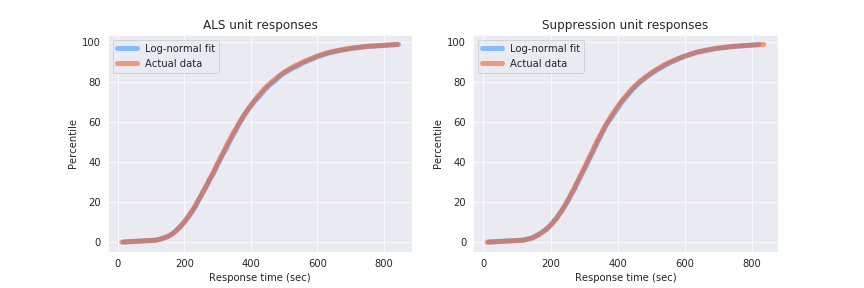 ALS unit responses
Log-normal fit
Actual data
100
80
60
40
20
0
Percentile
0 200 400 600 800
Response time (sec)
Suppression unit responses
Log-normal fit
Actual data
100
80
60
40
20
0
Percentile
0 200 400 600 800
Response time (sec)